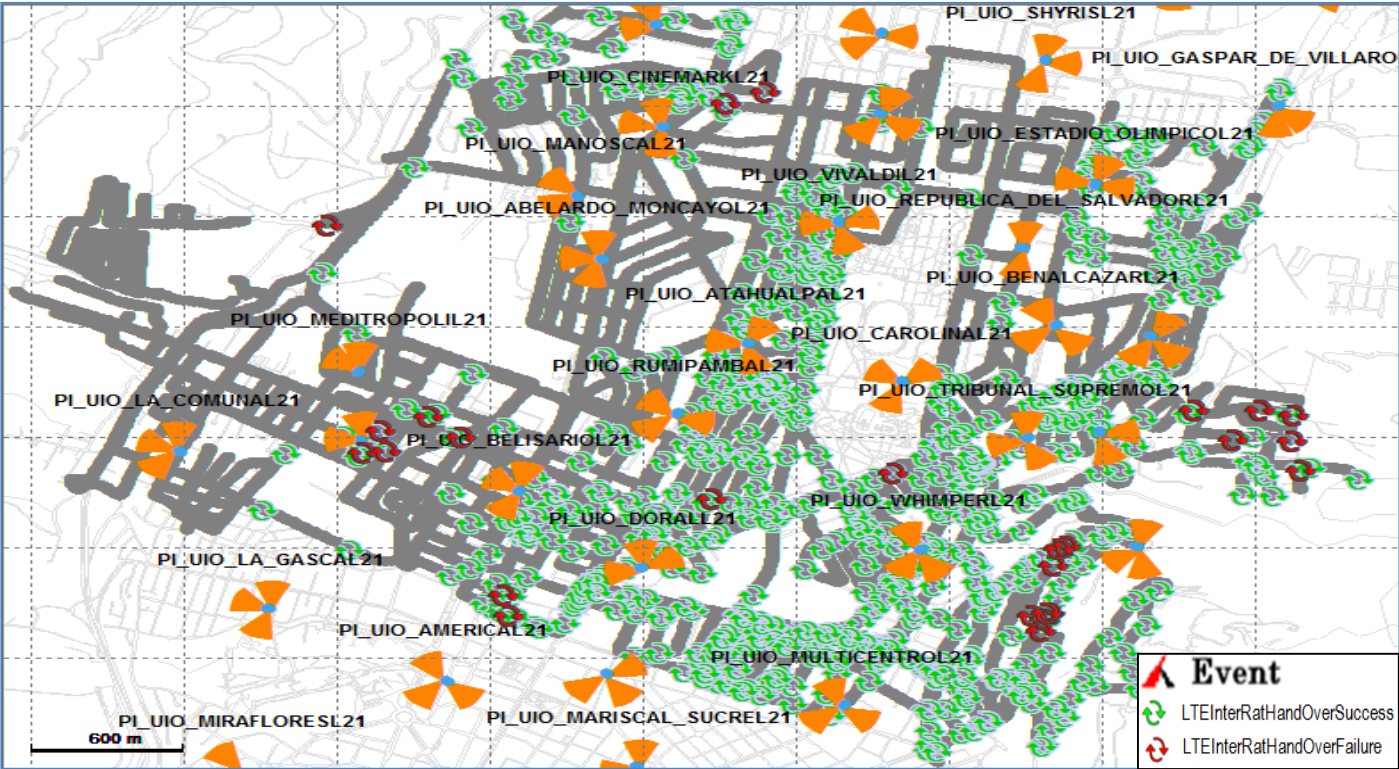 PI_UIO_SHYRISL21
PI_UIO_GASPAR_DE_VILLARO
PI_UIO_CINEMARKL21
PI_UIO_ESTADIO_OLIMPICOL21
PI_UIO_MANOSCAL21
PI_UIO_VIVALDIL21
PI_UIO_REPUBLICA_DEL_SALVADORL21
PI_UIO_ABELARDO_MONCAYOL21
PI_UIO_BENALCAZARL21
PI_UIO_ATAHUALPAL21
PI_UIO_MEDITROPOLIL21
PI_UIO_CAROLINAL21
PI_UIO_RUMIPAMBAL21
PI_UIO_TRIBUNAL_SUPREMOL21
PI_UIO_LA_COMUNAL21
PI_UIO_BELISARIOL21
PI_UIO_WHIMPERL21
PI_UIO_DORALL21
PI_UIO_LA_GASCAL21
PI_UIO_AMERICAL21
PI_UIO_MULTICENTROL21
PI_UIO_MIRAFLORESL21
PI_UIO_MARISCAL_SUCREL21
600 m
Event
LTEInterRatHandOverSuccess
LTEInterRatHandOverFailure